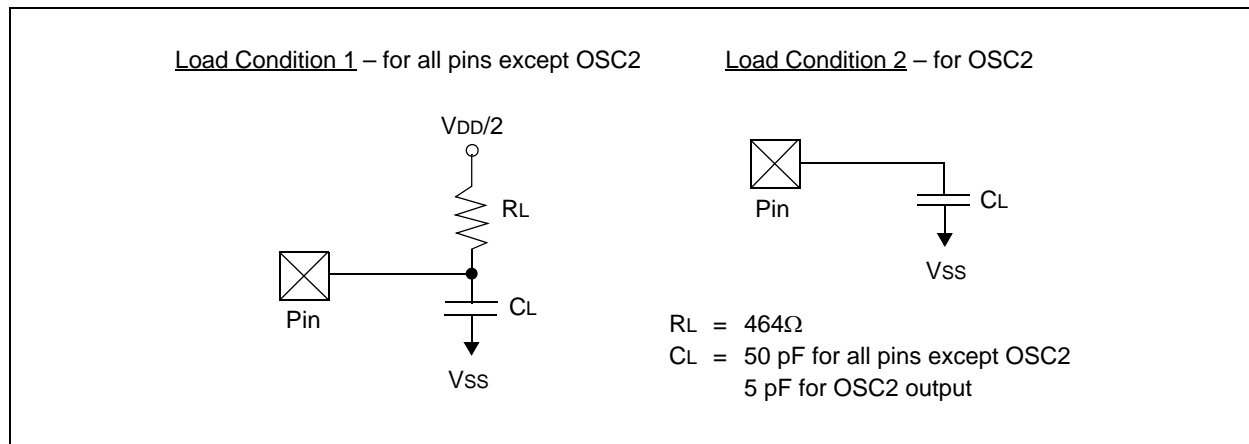 Load Condition 1 – for all pins except OSC2
VDD/2
RL
Pin
CL
VSS
Load Condition 2 – for OSC2
Pin
CL
VSS
RL = 464Ω
CL = 50 pF for all pins except OSC2
5 pF for OSC2 output